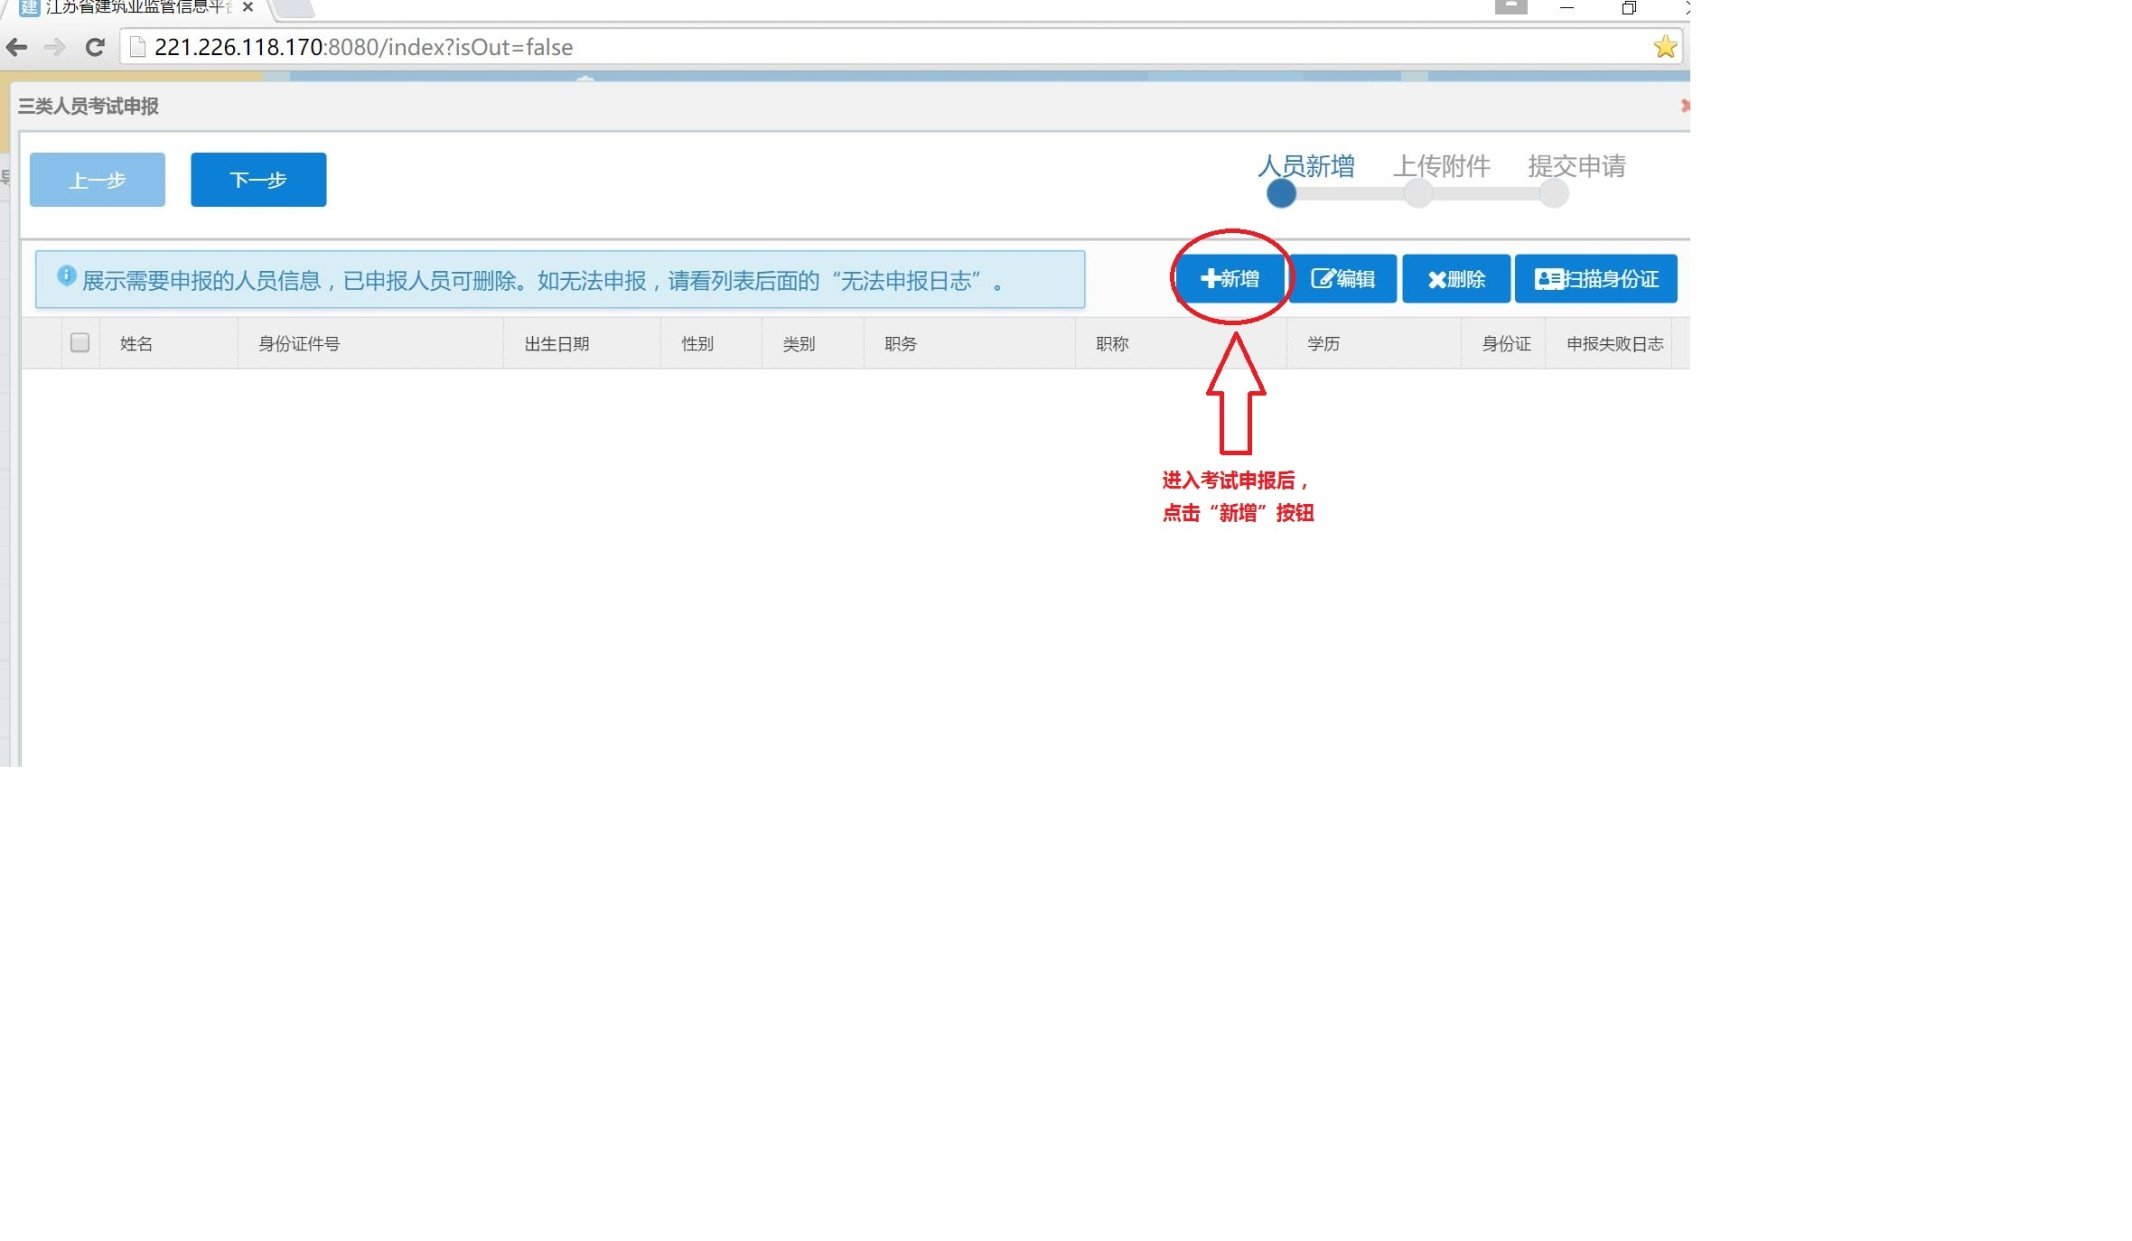 建 江苏省建筑业监管信息平
221.226.118.170:8080/index?isOut=false
三类人员考试申报
上一步
下一步
人员新增
上传附件
提交申请
展示需要申报的人员信息，已申报人员可删除。如无法申报，请看列表后面的“无法申报日志”。
新增
编辑
删除
扫描身份证
姓名 身份证件号 出生日期 性别 类别 职务 职称 学历 身份证 申报失败日志
进入考试申报后，
点击“新增”按钮